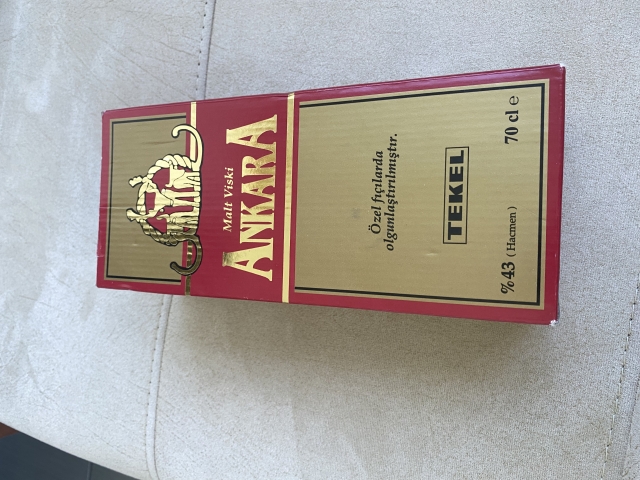 Malt Viski
ANKARA
Özel fıçılarda
olgunlaştırılmıştır.
TEKEL
%43 (Hacmen) 70 cl e